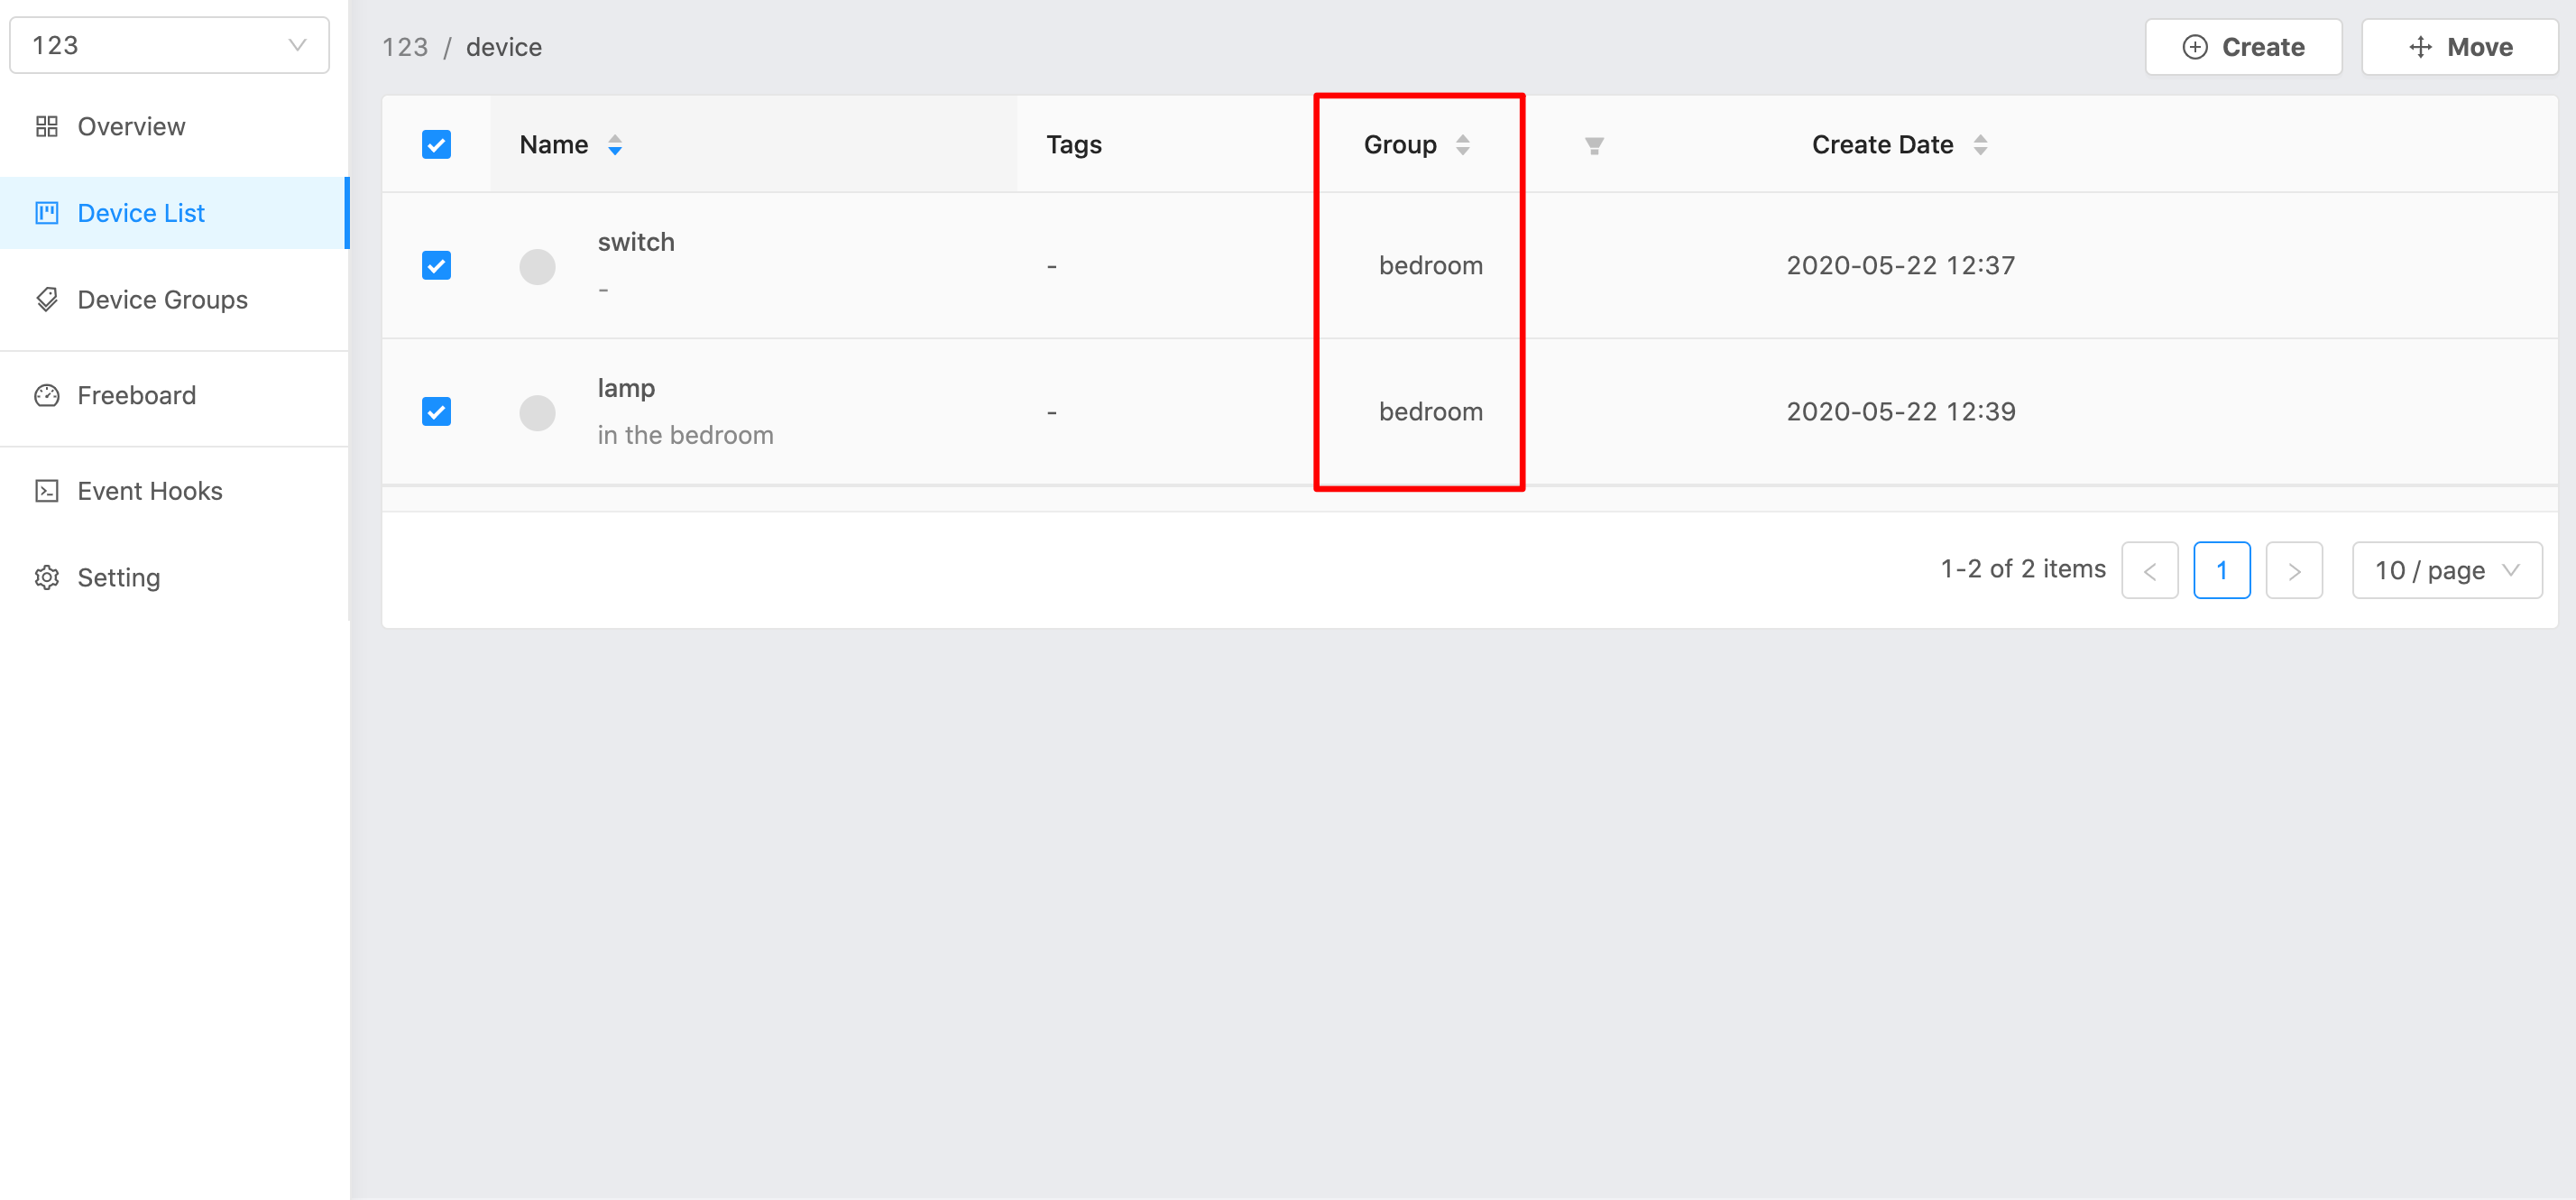 123
Overview
Device List
Device Groups
Freeboard
Event Hooks
Setting
123 / device
Create
Move
Name Tags Group Create Date
switch
-
- bedroom 2020-05-22 12:37
lamp
in the bedroom
- bedroom 2020-05-22 12:39
1-2 of 2 items < 1 > 10 / page